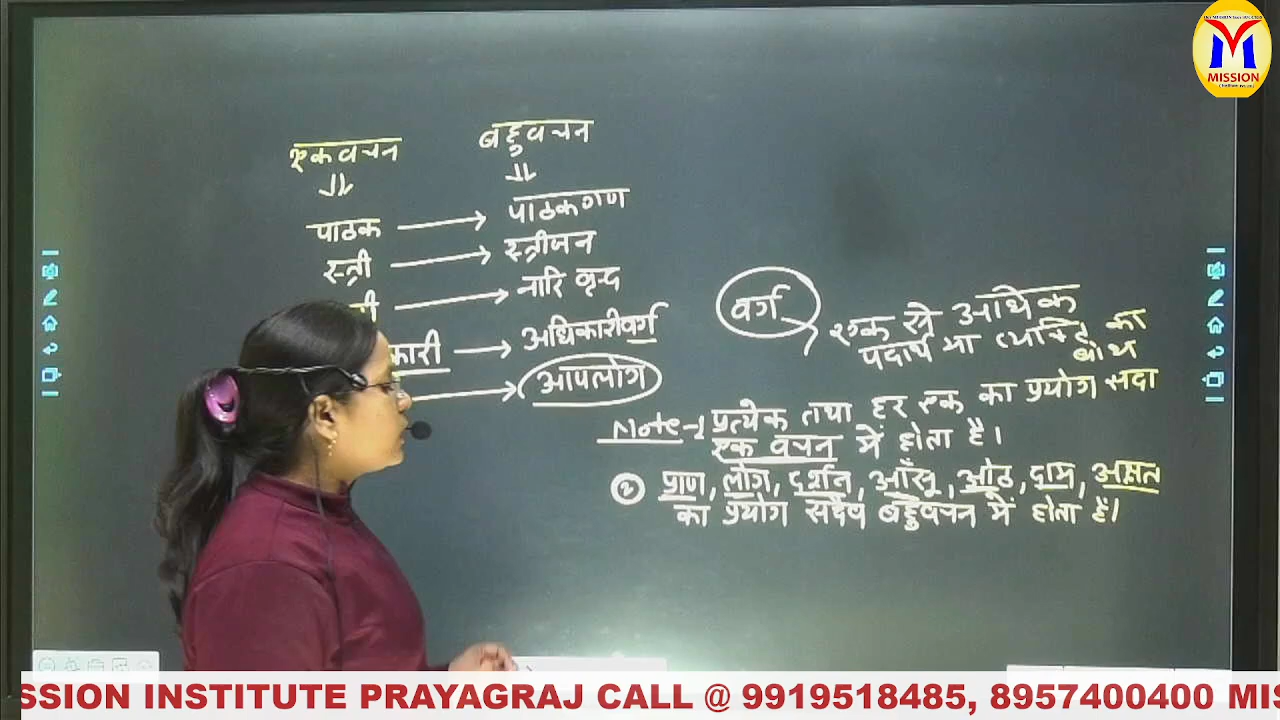 एकवचन
बहुवचन
पाठक → पाठकगण
स्त्री → स्त्रीजन
→ नारि वृन्द
कारी → अधिकारीवर्ग
→ आपलोग
वर्ग
एक से अधिक
पदार्थ या व्यक्ति का
बोध
Note-1 प्रत्येक तथा हर एक का प्रयोग सदा
एक वचन में होता है।
② प्राण, लोग, दर्शन, आँसू, ओठ, दाम, अक्षत
का प्रयोग सदैव बहुवचन में होता हैं।
MISSION
SSION INSTITUTE PRAYAGRAJ CALL @ 9919518485, 8957400400 MIS